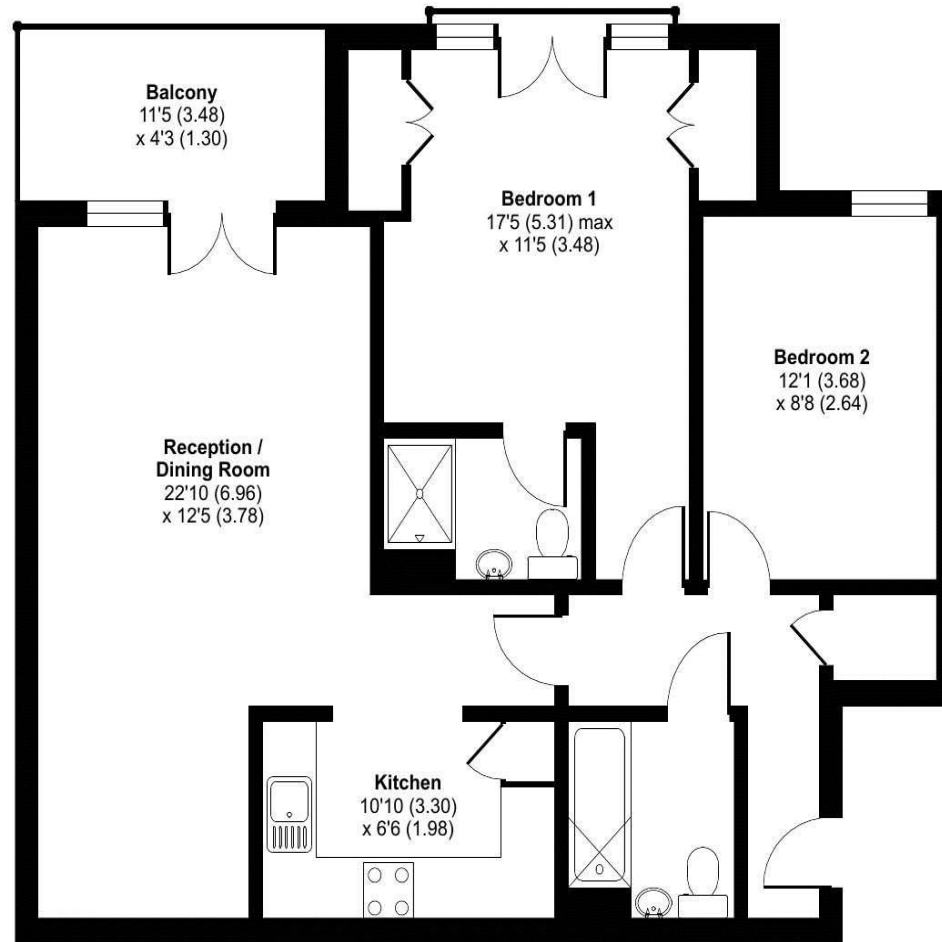 Balcony
11'5 (3.48)
x 4'3 (1.30)
Bedroom 1
17'5 (5.31) max
x 11'5 (3.48)
Bedroom 2
12'1 (3.68)
x 8'8 (2.64)
Reception /
Dining Room
22'10 (6.96)
x 12'5 (3.78)
Kitchen
10'10 (3.30)
x 6'6 (1.98)